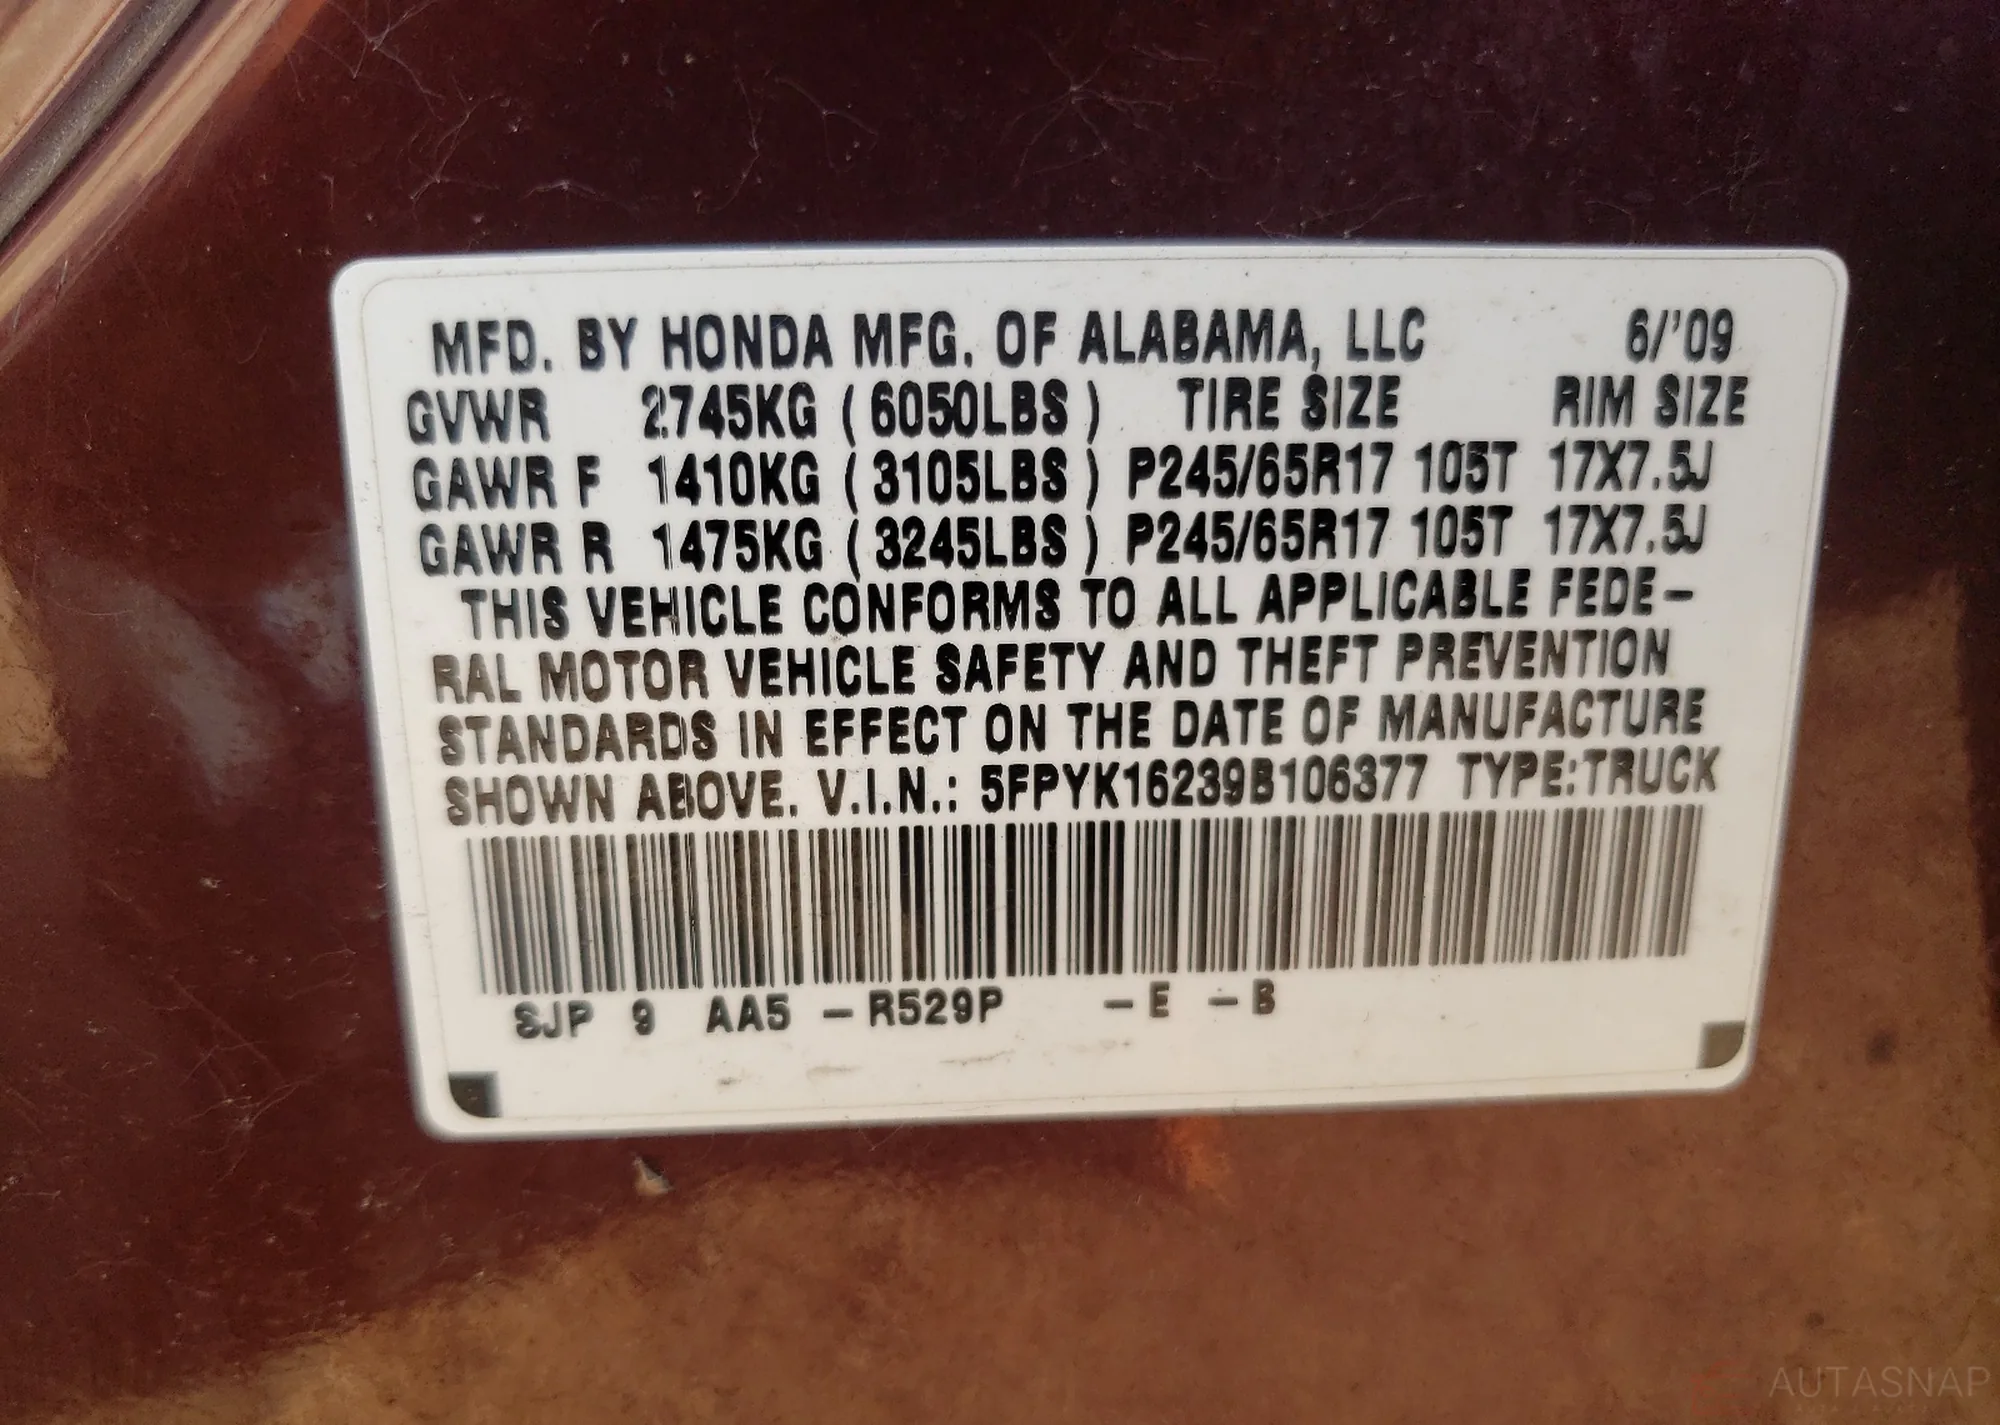 MFD. BY HONDA MFG. OF ALABAMA, LLC 6/'09
GVWR 2745KG (6050LBS) TIRE SIZE RIM SIZE
GAWR F 1410KG (3105LBS) P245/65R17 105T 17X7.5J
GAWR R 1475KG (3245LBS) P245/65R17 105T 17X7.5J
THIS VEHICLE CONFORMS TO ALL APPLICABLE FEDE-
RAL MOTOR VEHICLE SAFETY AND THEFT PREVENTION
STANDARDS IN EFFECT ON THE DATE OF MANUFACTURE
SHOWN ABOVE. V.I.N.: 5FPYK16239B106377 TYPE:TRUCK
SJP 9 AA5 - R529P - E - B
AUTASNAP